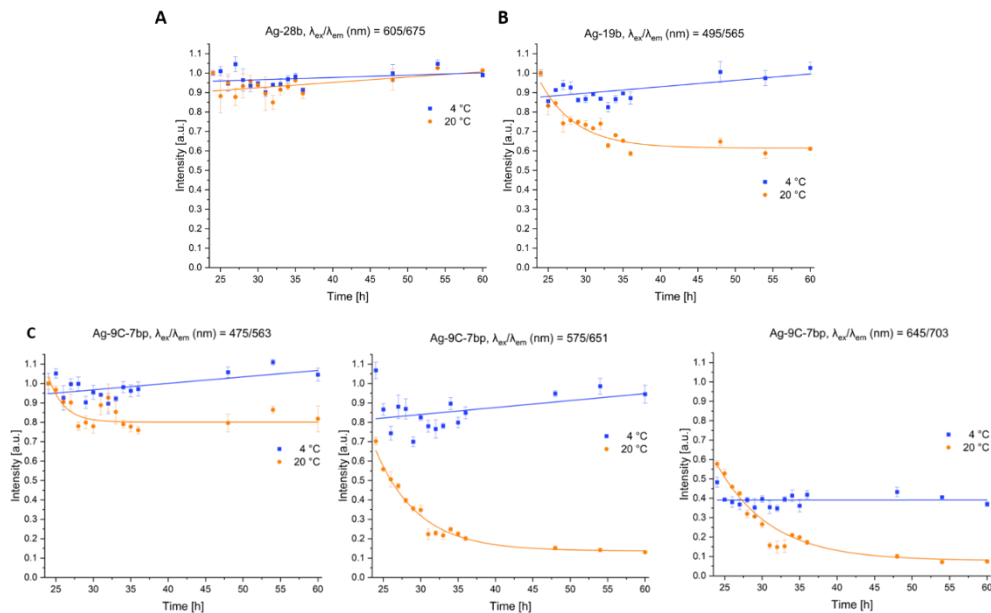 A
Ag-28b, λex/λem (nm) = 605/675
Intensity [a.u.]
1.1
1.0
0.9
0.8
0.7
0.6
0.5
0.4
0.3
0.2
0.1
0.0
4 °C
20 °C
25 30 35 40 45 50 55 60
Time [h]
B
Ag-19b, λex/λem (nm) = 495/565
Intensity [a.u.]
1.1
1.0
0.9
0.8
0.7
0.6
0.5
0.4
0.3
0.2
0.1
0.0
4 °C
20 °C
25 30 35 40 45 50 55 60
Time [h]
C
Ag-9C-7bp, λex/λem (nm) = 475/563
Intensity [a.u.]
1.1
1.0
0.9
0.8
0.7
0.6
0.5
0.4
0.3
0.2
0.1
0.0
4 °C
20 °C
25 30 35 40 45 50 55 60
Time [h]
Ag-9C-7bp, λex/λem (nm) = 575/651
Intensity [a.u.]
1.1
1.0
0.9
0.8
0.7
0.6
0.5
0.4
0.3
0.2
0.1
0.0
4 °C
20 °C
25 30 35 40 45 50 55 60
Time [h]
Ag-9C-7bp, λex/λem (nm) = 645/703
Intensity [a.u.]
1.1
1.0
0.9
0.8
0.7
0.6
0.5
0.4
0.3
0.2
0.1
0.0
4 °C
20 °C
25 30 35 40 45 50 55 60
Time [h]